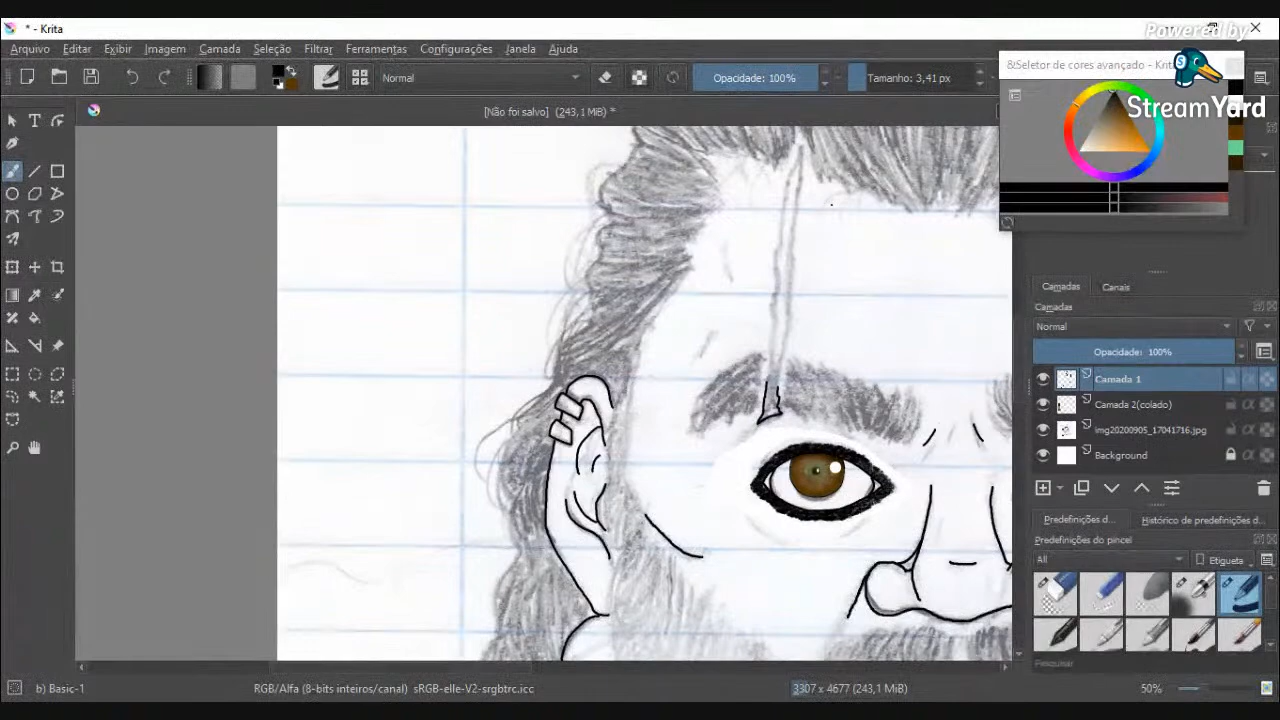 * - Krita
Powered by
Arquivo Editar Exibir Imagem Camada Seleção Filtrar Ferramentas Configurações Janela Ajuda
Normal Opacidade: 100% Tamanho: 3,41 px
&Seletor de cores avançado - Krita
StreamYard
[Não foi salvo] (243,1 MiB) *
Camadas Canais
Camadas
Normal
Opacidade: 100%
Camada 1
Camada 2(colado)
img20200905_17041716.jpg
Background
Predefinições d... Histórico de predefinições d...
Predefinições do pincel
All Etiqueta
Pesquisar
b) Basic-1 RGB/Alfa (8-bits inteiros/canal) sRGB-elle-V2-srgbtrc.icc 3307 x 4677 (243,1 MiB) 50%